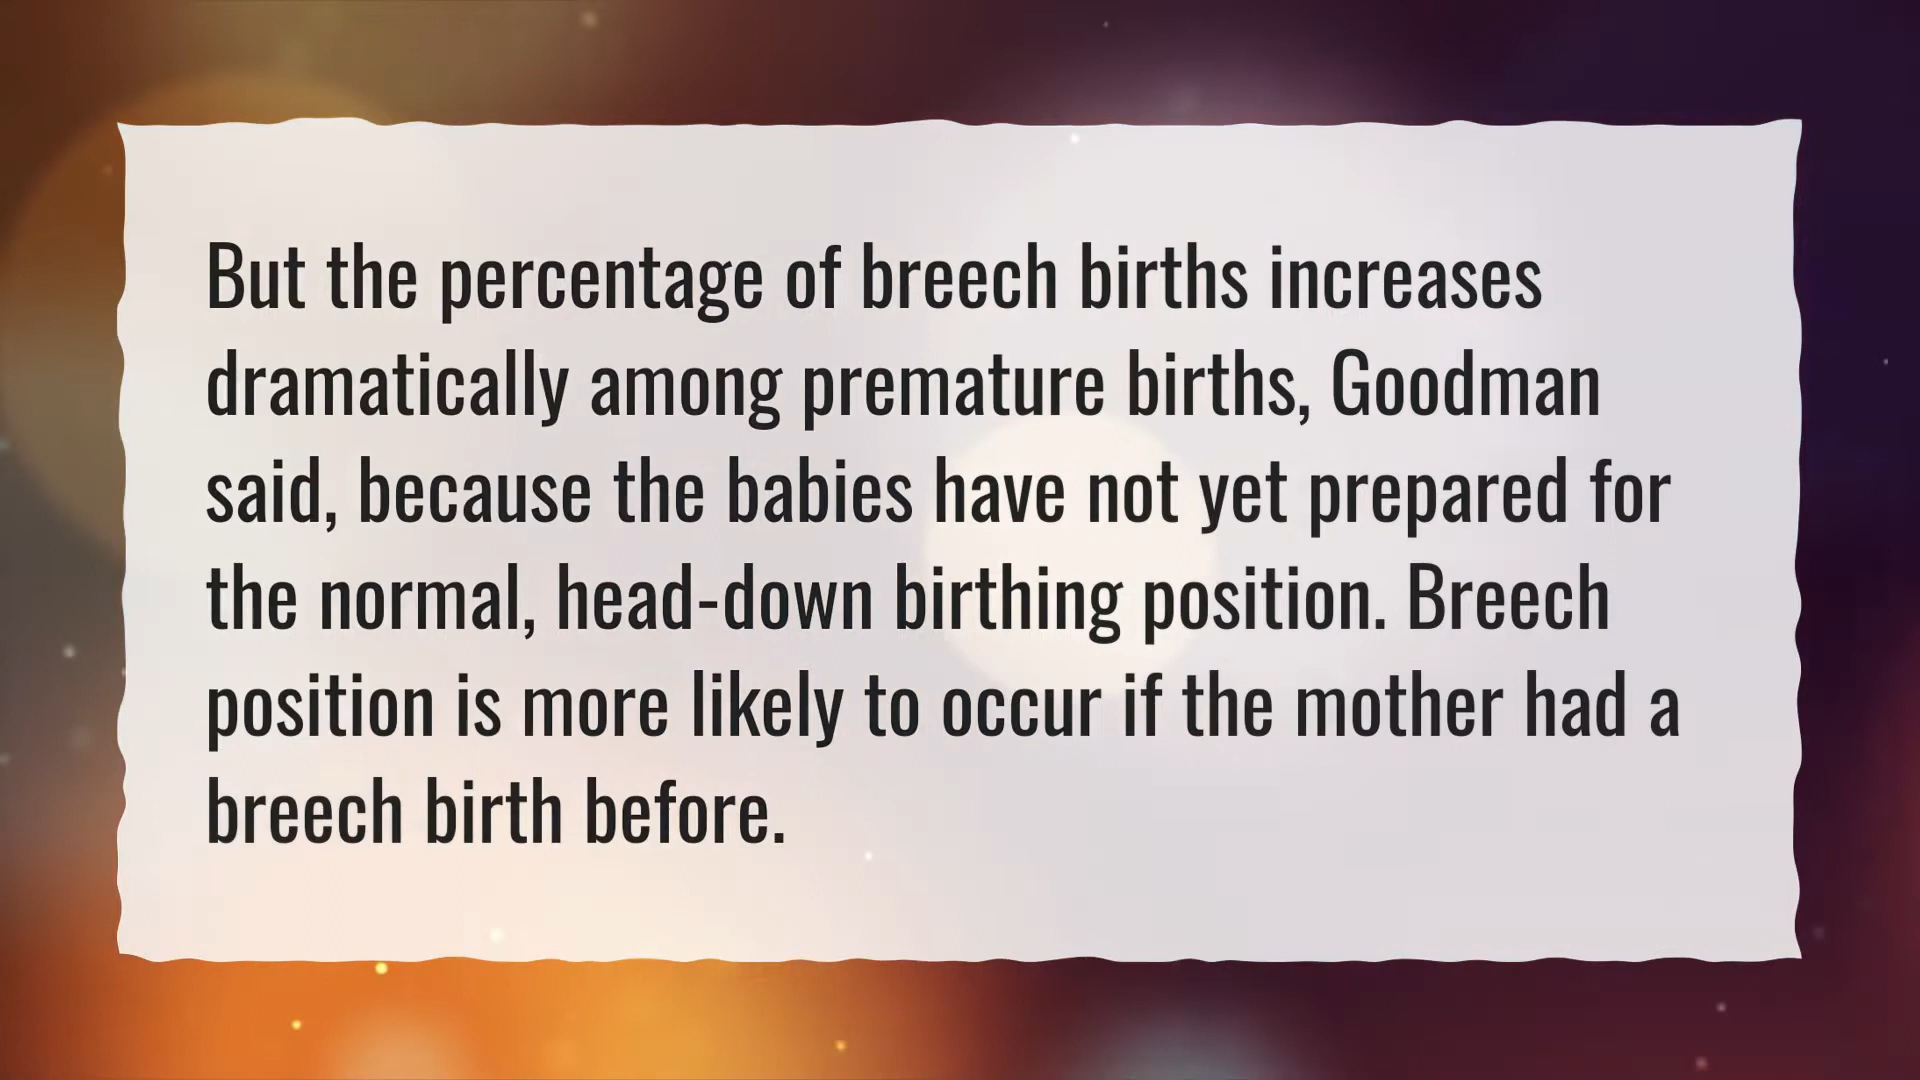 But the percentage of breech births increases
dramatically among premature births, Goodman
said, because the babies have not yet prepared for
the normal, head-down birthing position. Breech
position is more likely to occur if the mother had a
breech birth before.